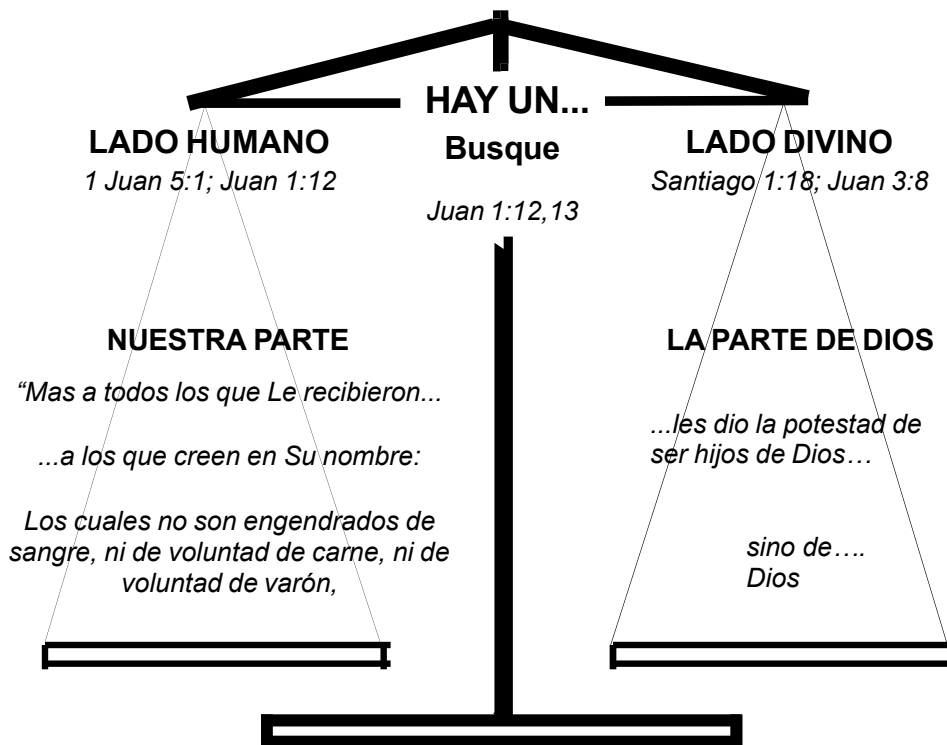 HAY UN...
Busque
Juan 1:12,13
LADO HUMANO
1 Juan 5:1; Juan 1:12
NUESTRA PARTE
“Mas a todos los que Le recibieron...
...a los que creen en Su nombre:
Los cuales no son engendrados de
sangre, ni de voluntad de carne, ni de
voluntad de varón,
LADO DIVINO
Santiago 1:18; Juan 3:8
LA PARTE DE DIOS
...les dio la potestad de
ser hijos de Dios…
sino de….
Dios